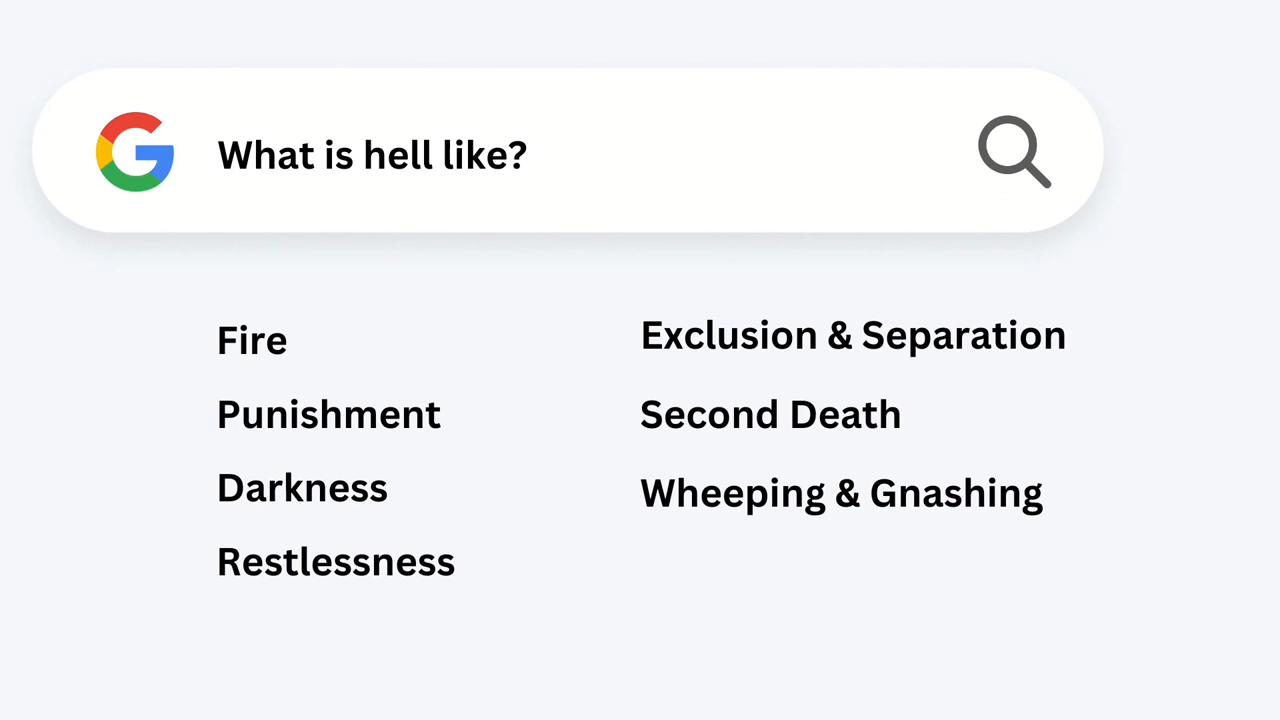 What is hell like?
Fire
Punishment
Darkness
Restlessness
Exclusion & Separation
Second Death
Wheeping & Gnashing